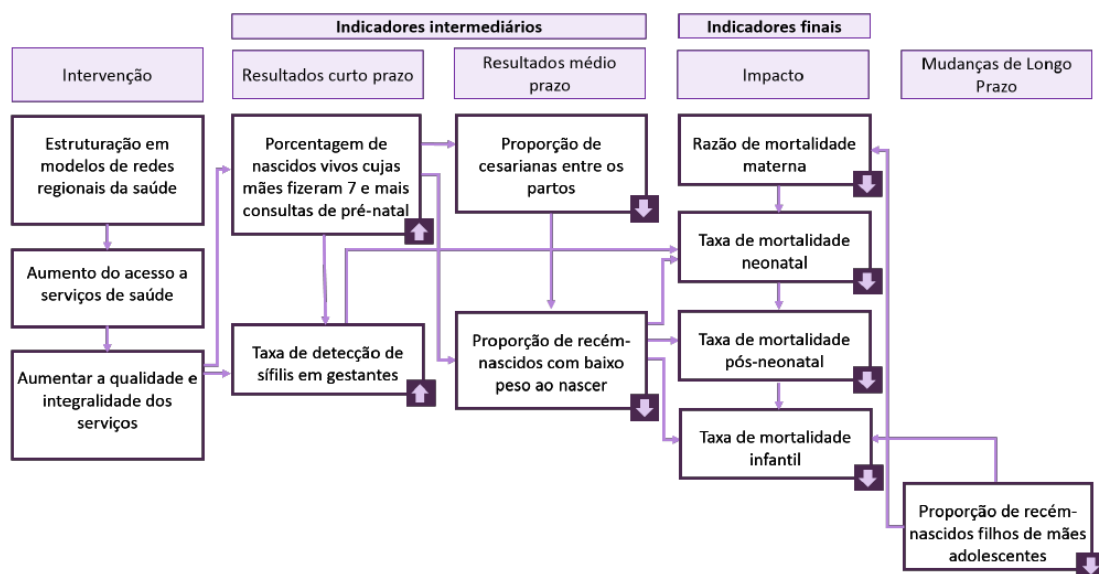 Indicadores intermediários
Indicadores finais
Intervenção
Resultados curto prazo
Resultados médio
prazo
Impacto
Mudanças de Longo
Prazo
Estruturação em
modelos de redes
regionais da saúde
Aumento do acesso a
serviços de saúde
Aumentar a qualidade e
integralidade dos
serviços
Porcentagem de
nascidos vivos cujas
mães fizeram 7 e mais
consultas de pré-natal
Taxa de detecção de
sífilis em gestantes
Proporção de
cesarianas entre os
partos
Proporção de recém-
nascidos com baixo
peso ao nascer
Razão de mortalidade
materna
Taxa de mortalidade
neonatal
Taxa de mortalidade
pós-neonatal
Taxa de mortalidade
infantil
Proporção de recém-
nascidos filhos de mães
adolescentes